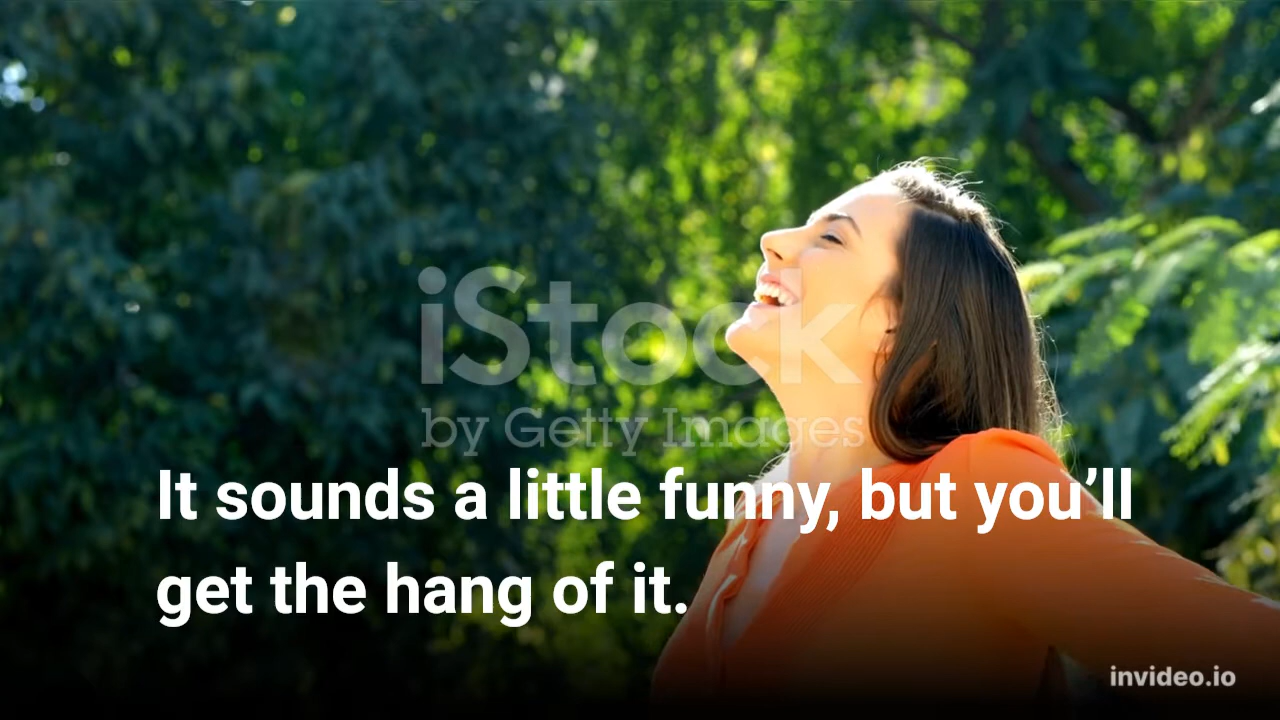 iStock
by Getty Images
It sounds a little funny, but you’ll
get the hang of it.
invideo.io